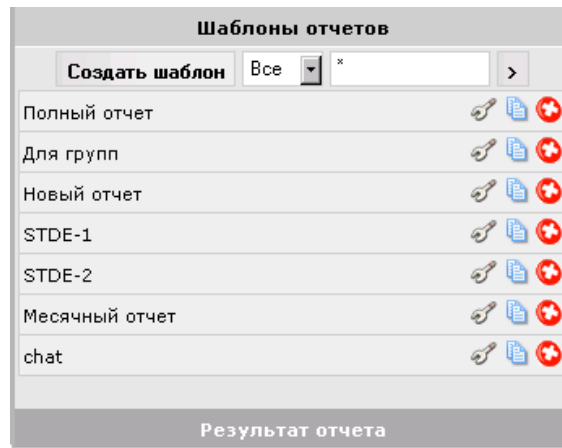 Шаблоны отчетов
Создать шаблон Все * >
Полный отчет
Для групп
Новый отчет
STDE-1
STDE-2
Месячный отчет
chat
Результат отчета